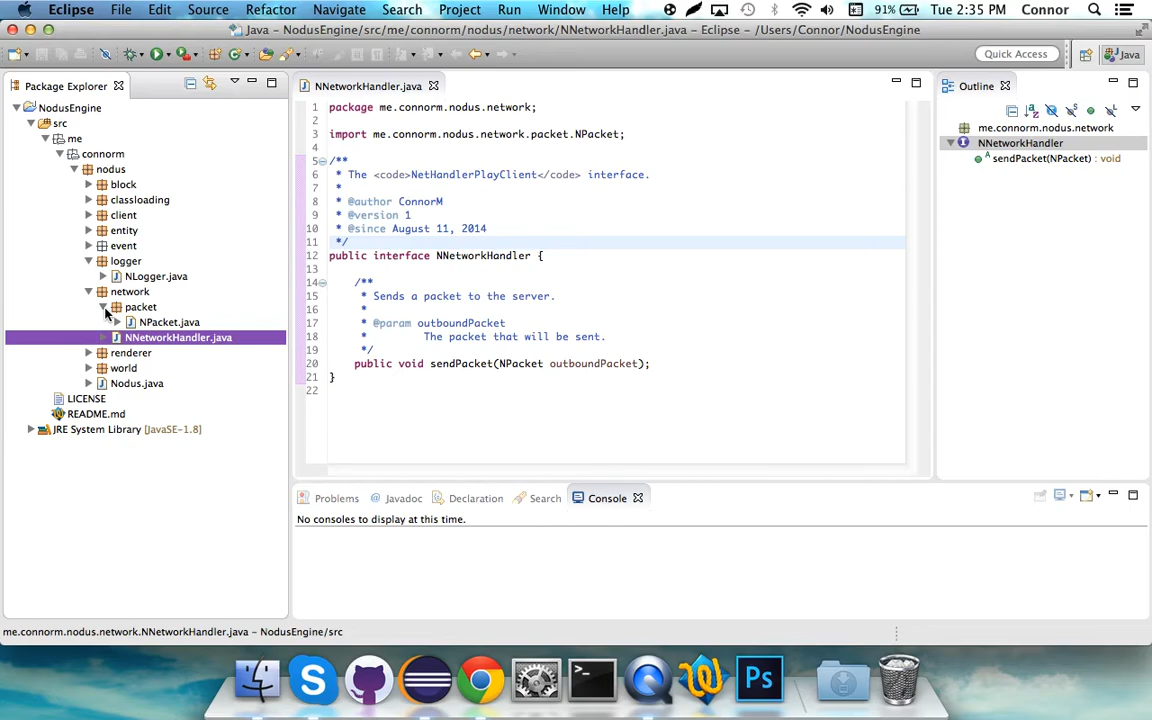 Eclipse File Edit Source Refactor Navigate Search Project Run Window Help 91% Tue 2:35 PM Connor
Java – NodusEngine/src/me/connorm/nodus/network/NNetworkHandler.java – Eclipse – /Users/Connor/NodusEngine
Quick Access Java
Package Explorer
NodusEngine
src
me
connorm
nodus
block
classloading
client
entity
event
logger
NLogger.java
network
packet
NPacket.java
NNetworkHandler.java
renderer
world
Nodus.java
LICENSE
README.md
JRE System Library [JavaSE-1.8]
NNetworkHandler.java
1 package me.connorm.nodus.network;
2
3 import me.connorm.nodus.network.packet.NPacket;
4
5 /**
6 * The <code>NetHandlerPlayClient</code> interface.
7 *
8 * @author ConnorM
9 * @version 1
10 * @since August 11, 2014
11 */
12 public interface NNetworkHandler {
13
14 /**
15 * Sends a packet to the server.
16 *
17 * @param outboundPacket
18 * The packet that will be sent.
19 */
20 public void sendPacket(NPacket outboundPacket);
21 }
22
Outline
me.connorm.nodus.network
NNetworkHandler
sendPacket(NPacket) : void
Problems Javadoc Declaration Search Console
No consoles to display at this time.
me.connorm.nodus.network.NNetworkHandler.java – NodusEngine/src
Ps